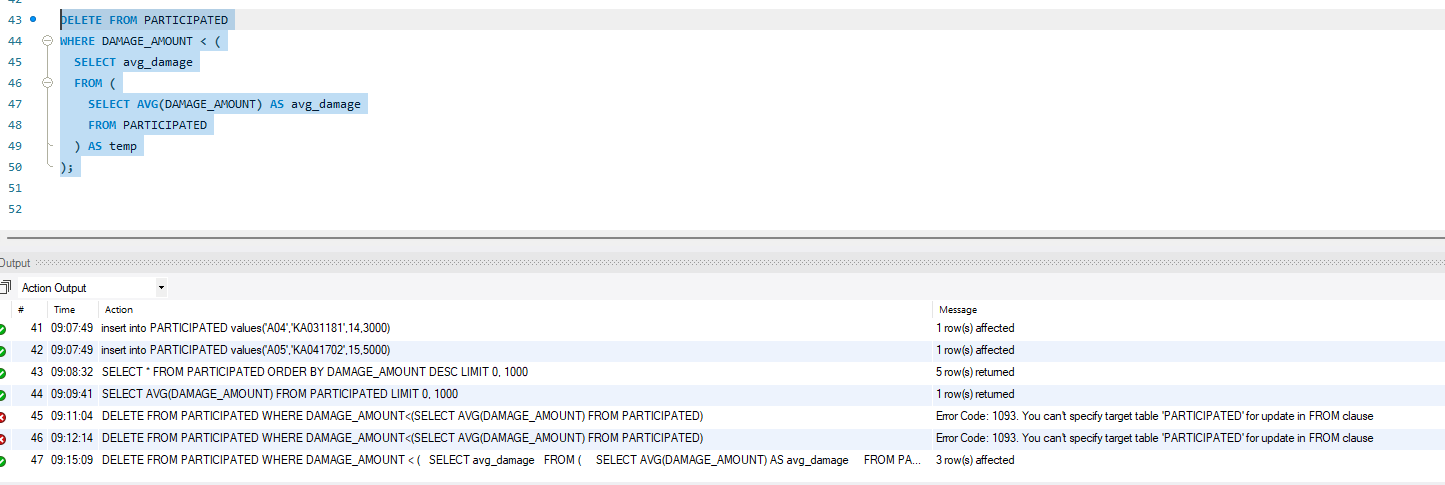 42
43 DELETE FROM PARTICIPATED
44 WHERE DAMAGE_AMOUNT < (
45 SELECT avg_damage
46 FROM (
47 SELECT AVG(DAMAGE_AMOUNT) AS avg_damage
48 FROM PARTICIPATED
49 ) AS temp
50 );
51
52
Output
Action Output
# Time Action Message
41 09:07:49 insert into PARTICIPATED values('A04','KA031181',14,3000) 1 row(s) affected
42 09:07:49 insert into PARTICIPATED values('A05','KA041702',15,5000) 1 row(s) affected
43 09:08:32 SELECT * FROM PARTICIPATED ORDER BY DAMAGE_AMOUNT DESC LIMIT 0, 1000 5 row(s) returned
44 09:09:41 SELECT AVG(DAMAGE_AMOUNT) FROM PARTICIPATED LIMIT 0, 1000 1 row(s) returned
45 09:11:04 DELETE FROM PARTICIPATED WHERE DAMAGE_AMOUNT<(SELECT AVG(DAMAGE_AMOUNT) FROM PARTICIPATED) Error Code: 1093. You can't specify target table 'PARTICIPATED' for update in FROM clause
46 09:12:14 DELETE FROM PARTICIPATED WHERE DAMAGE_AMOUNT<(SELECT AVG(DAMAGE_AMOUNT) FROM PARTICIPATED) Error Code: 1093. You can't specify target table 'PARTICIPATED' for update in FROM clause
47 09:15:09 DELETE FROM PARTICIPATED WHERE DAMAGE_AMOUNT < ( SELECT avg_damage FROM ( SELECT AVG(DAMAGE_AMOUNT) AS avg_damage FROM PA... 3 row(s) affected